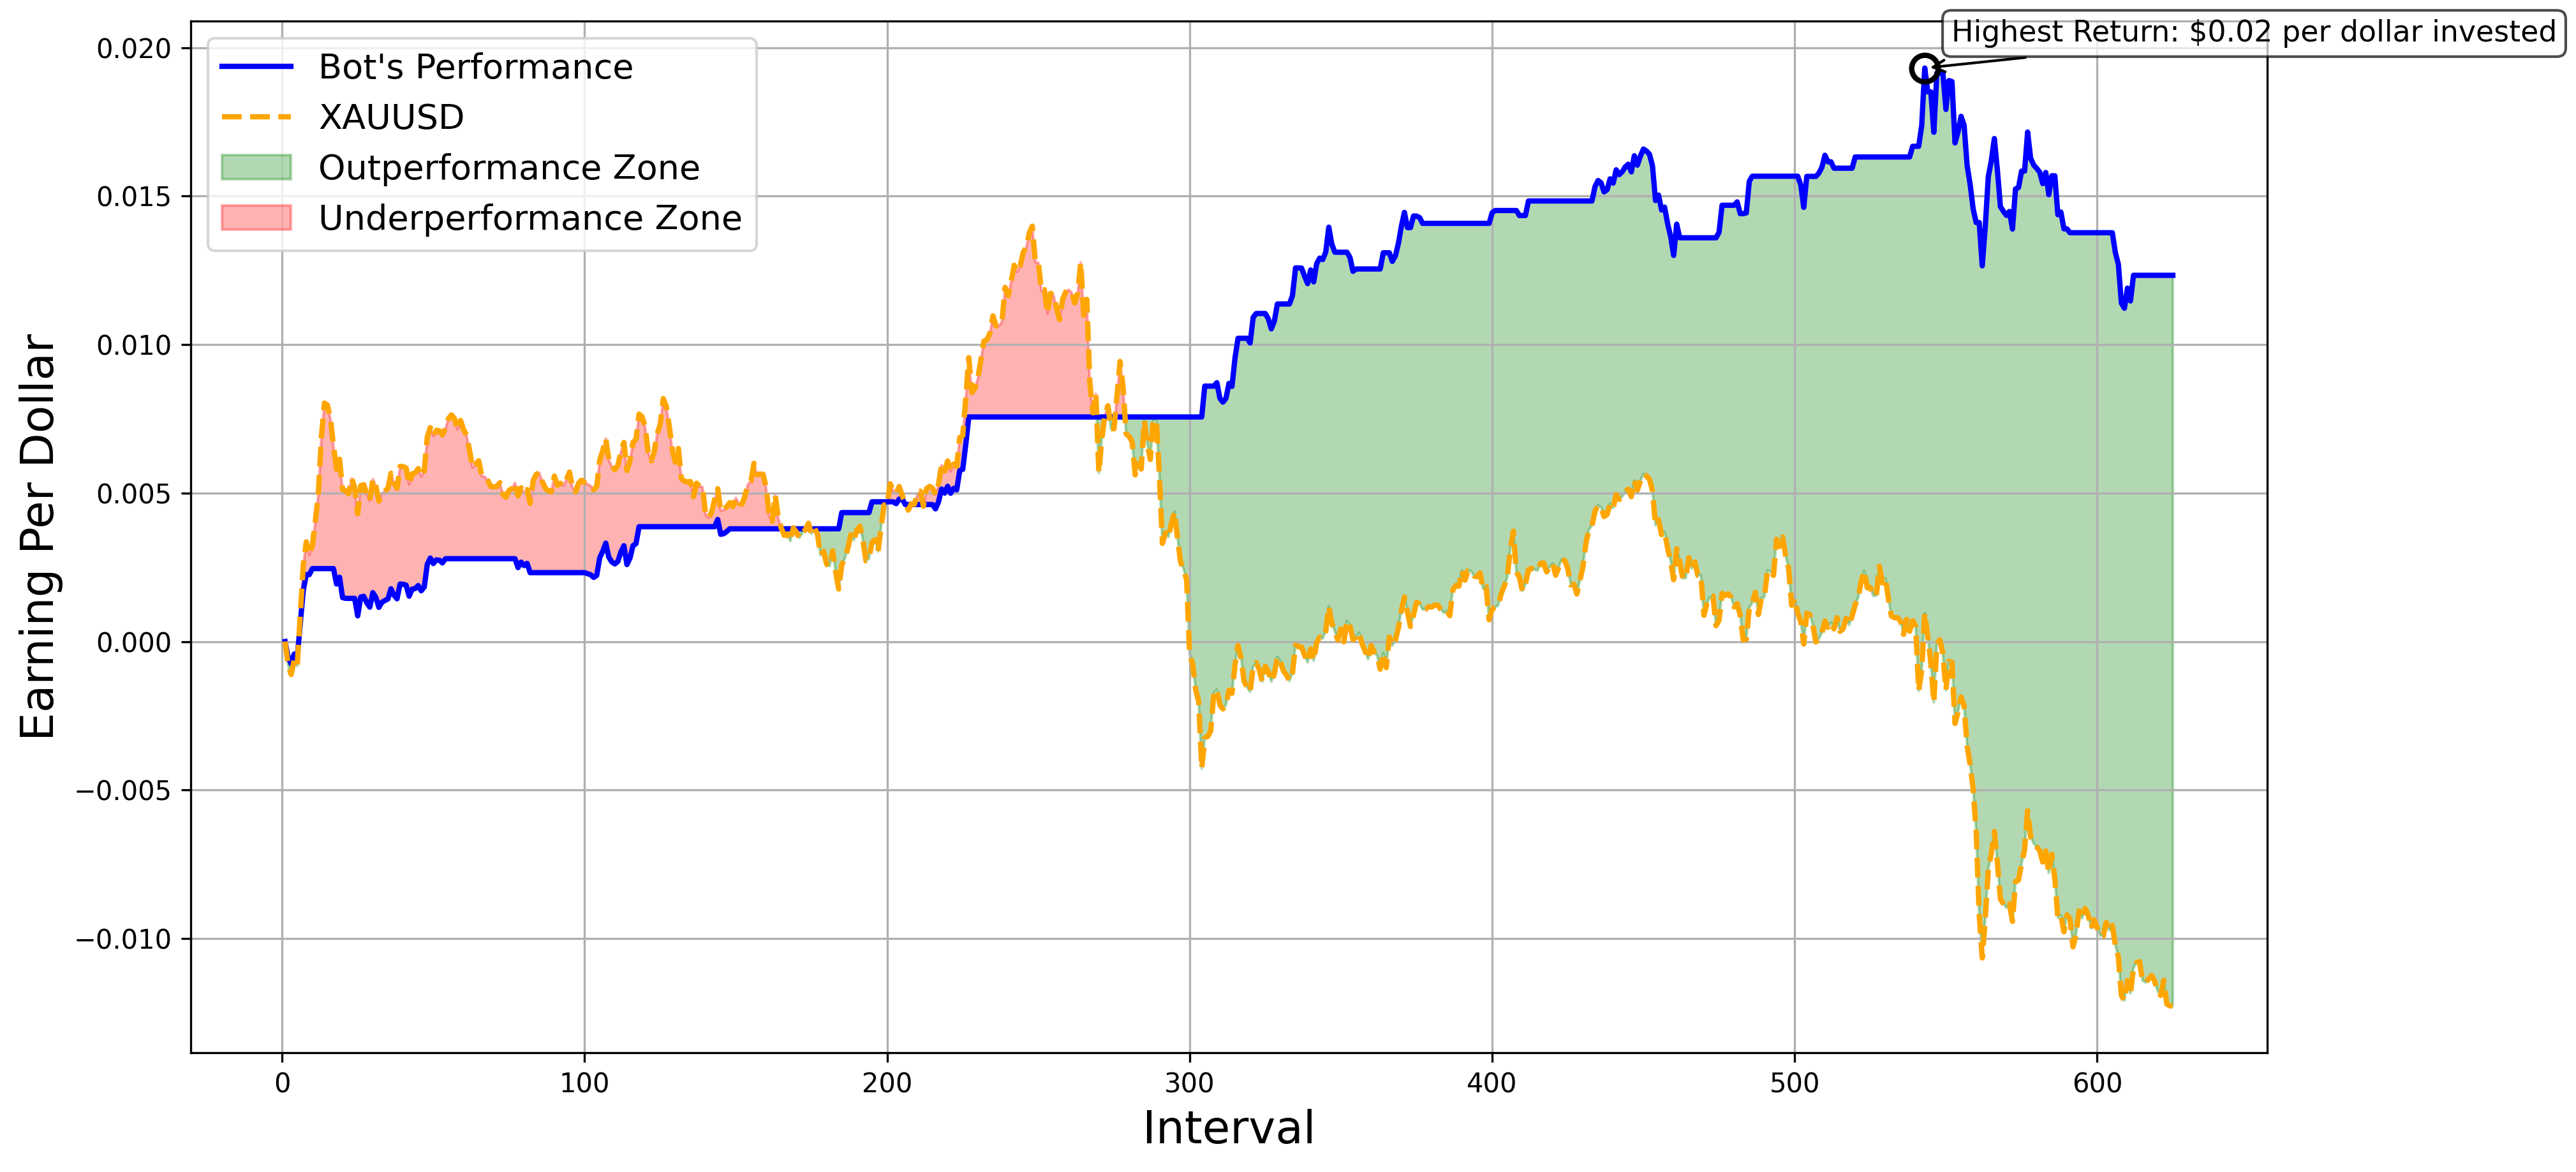 Highest Return: $0.02 per dollar invested
Bot's Performance
XAUUSD
Outperformance Zone
Underperformance Zone
Earning Per Dollar
0.020
0.015
0.010
0.005
0.000
−0.005
−0.010
0 100 200 300 400 500 600
Interval